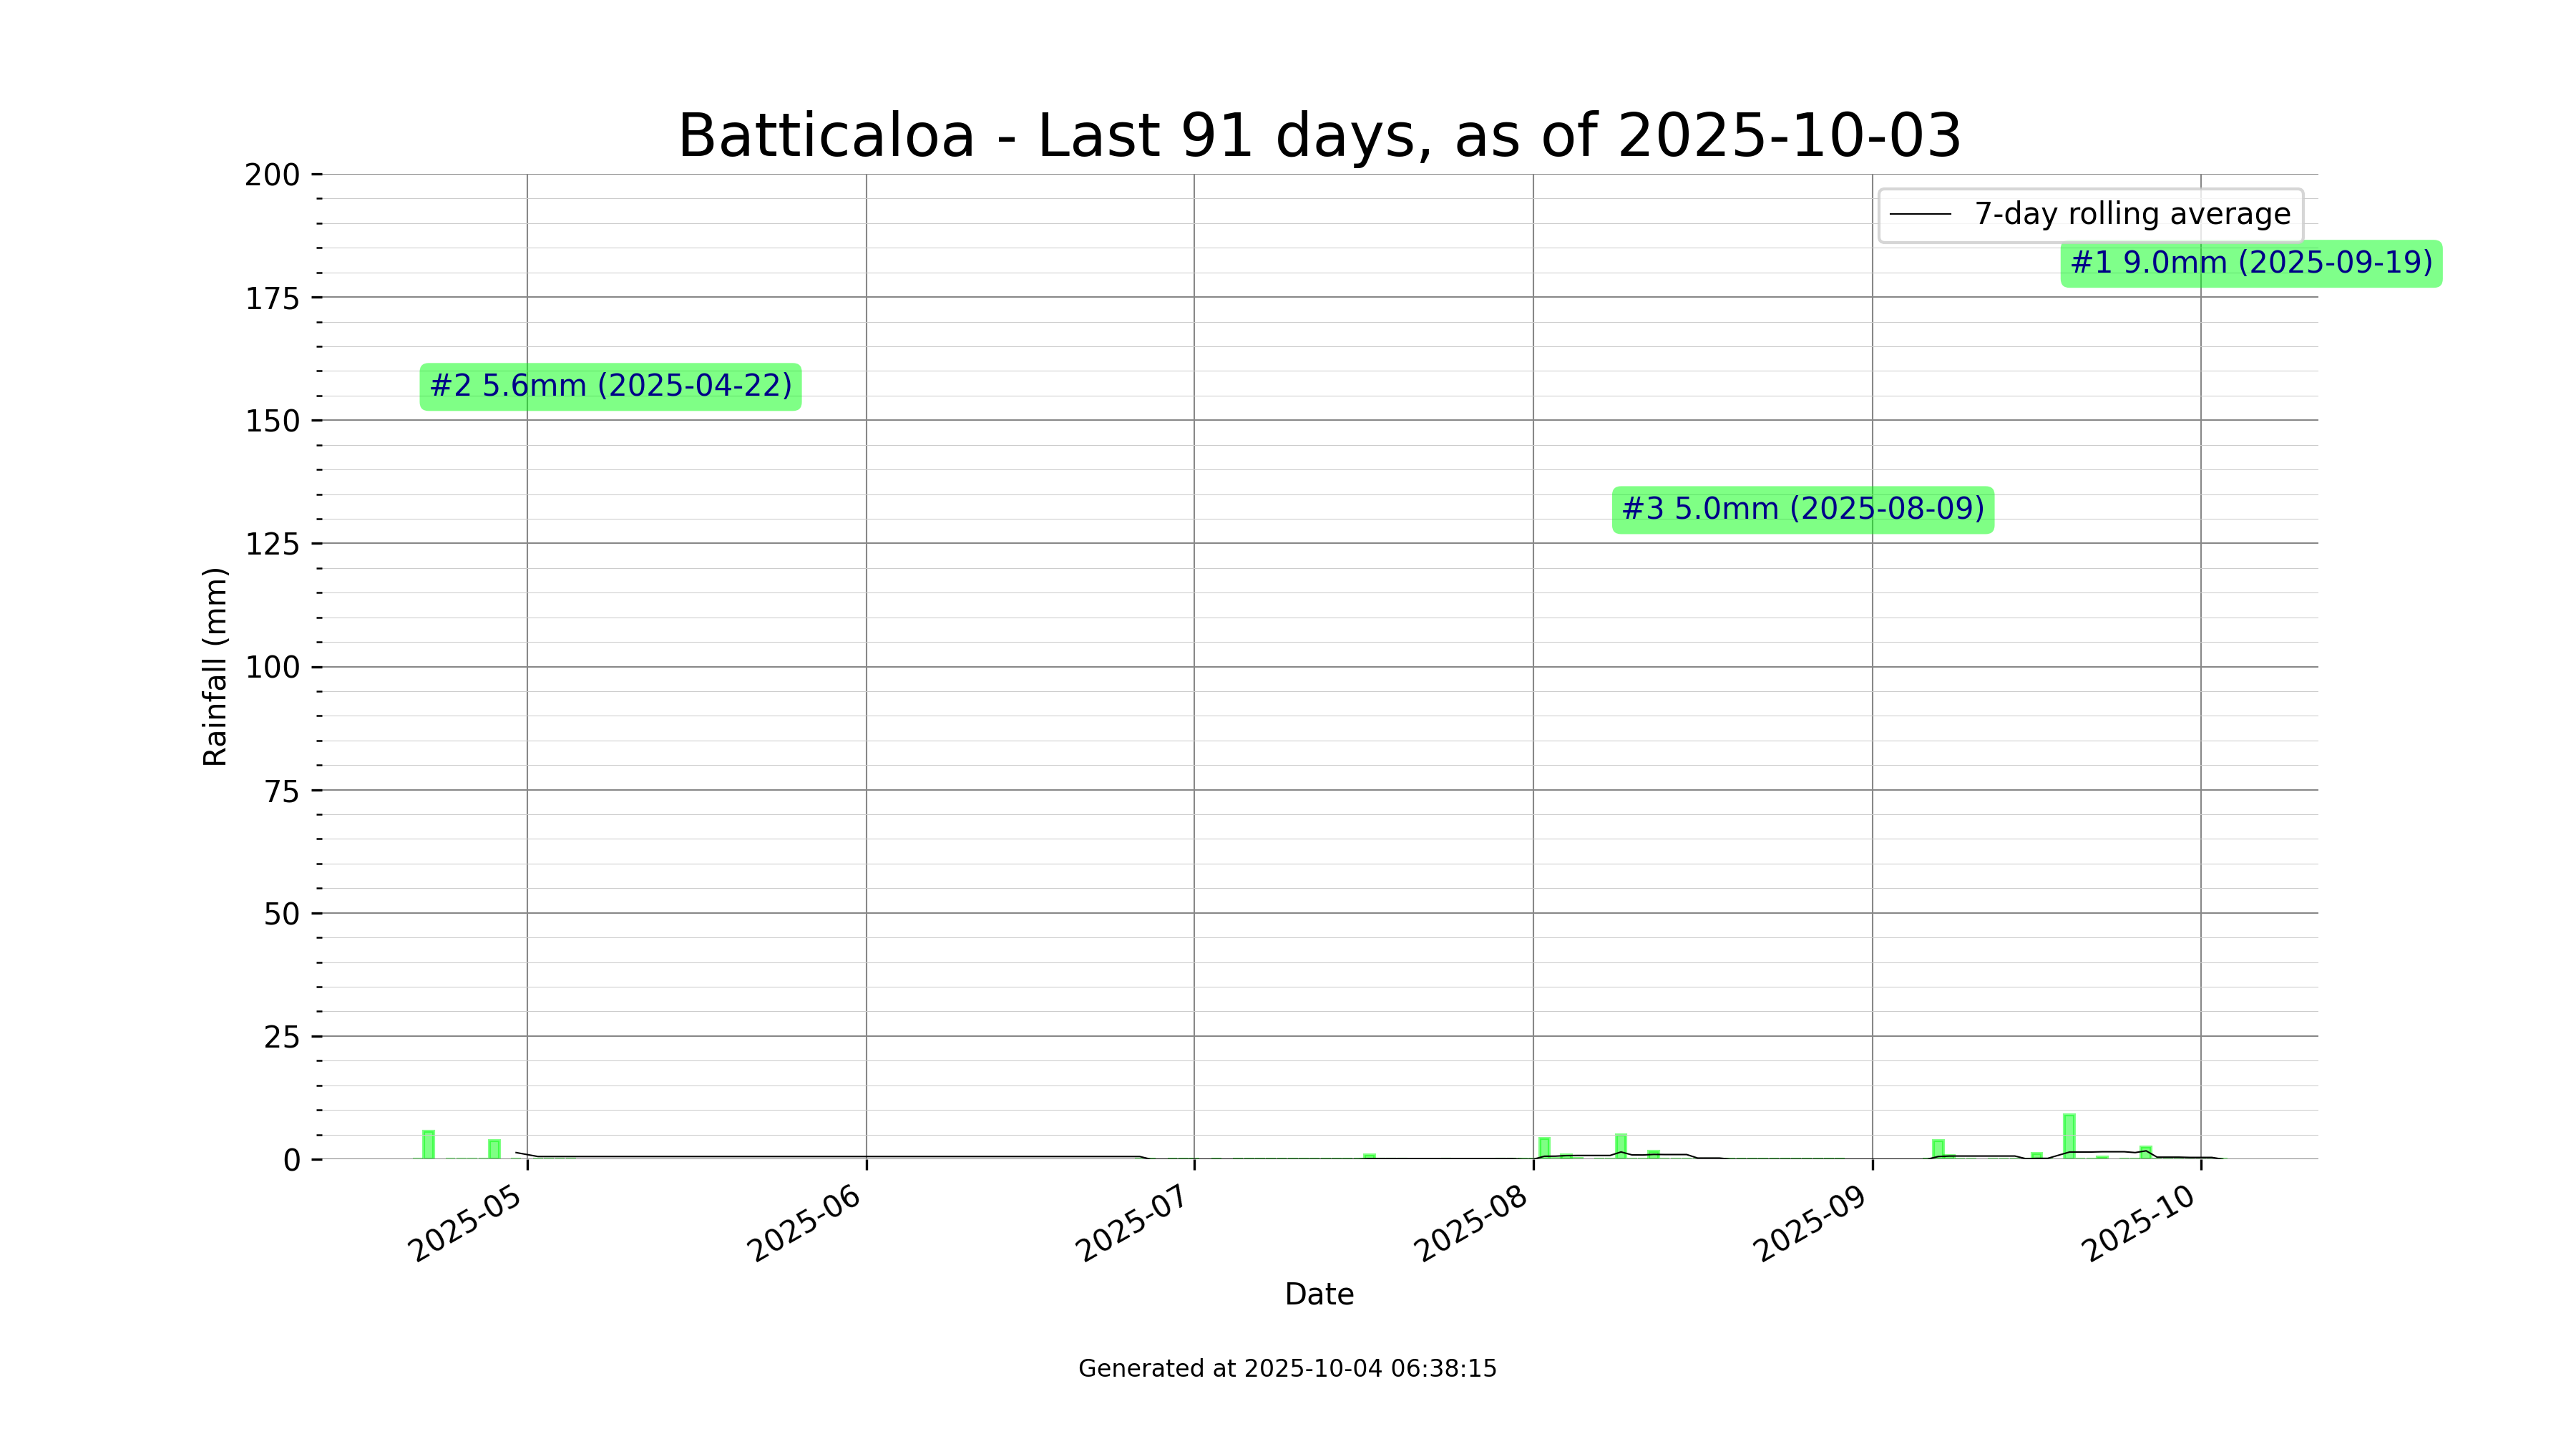 Batticaloa - Last 91 days, as of 2025-10-03
200
175
150
125
100
75
50
25
0
Rainfall (mm)
7-day rolling average
#1 9.0mm (2025-09-19)
#2 5.6mm (2025-04-22)
#3 5.0mm (2025-08-09)
2025-05
2025-06
2025-07
2025-08
2025-09
2025-10
Date
Generated at 2025-10-04 06:38:15